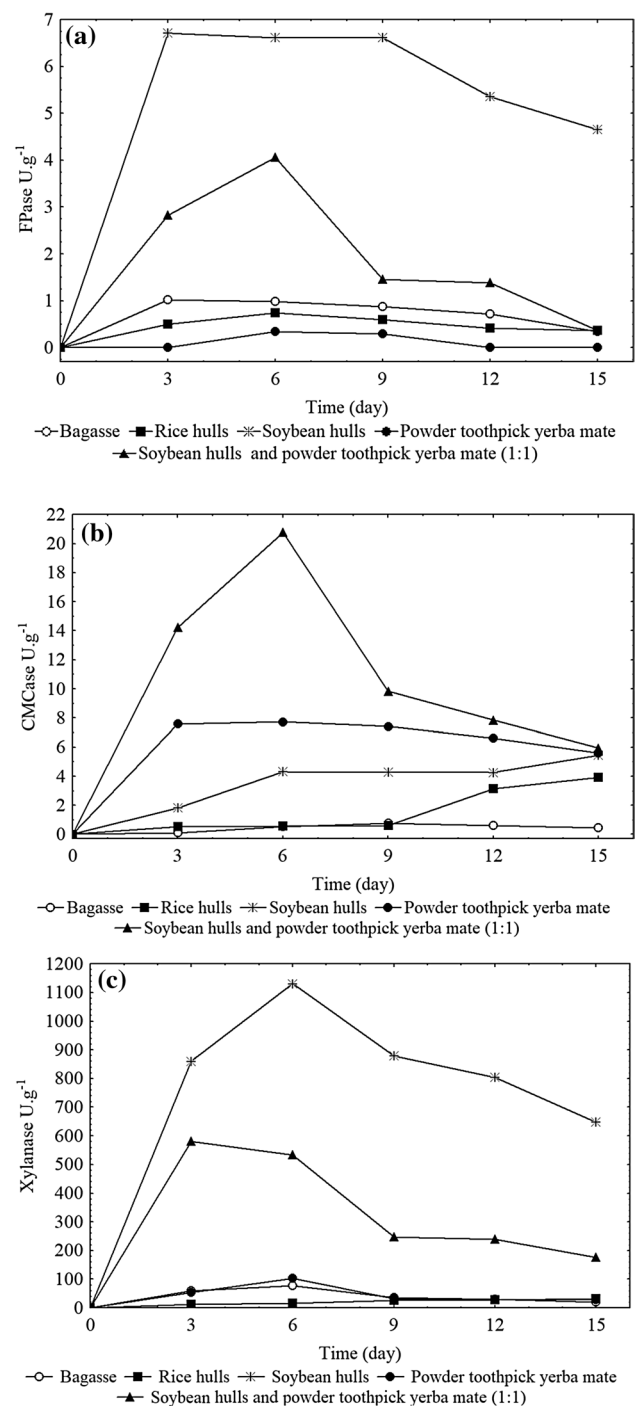 (a)
7
6
5
4
3
2
1
0
FPase U.g-1
0 3 6 9 12 15
Time (day)
Bagasse Rice hulls Soybean hulls Powder toothpick yerba mate
Soybean hulls and powder toothpick yerba mate (1:1)
(b)
22
20
18
16
14
12
10
8
6
4
2
0
CMCase U.g-1
0 3 6 9 12 15
Time (day)
Bagasse Rice hulls Soybean hulls Powder toothpick yerba mate
Soybean hulls and powder toothpick yerba mate (1:1)
(c)
1200
1100
1000
900
800
700
600
500
400
300
200
100
0
Xylanase U.g-1
0 3 6 9 12 15
Time (day)
Bagasse Rice hulls Soybean hulls Powder toothpick yerba mate
Soybean hulls and powder toothpick yerba mate (1:1)